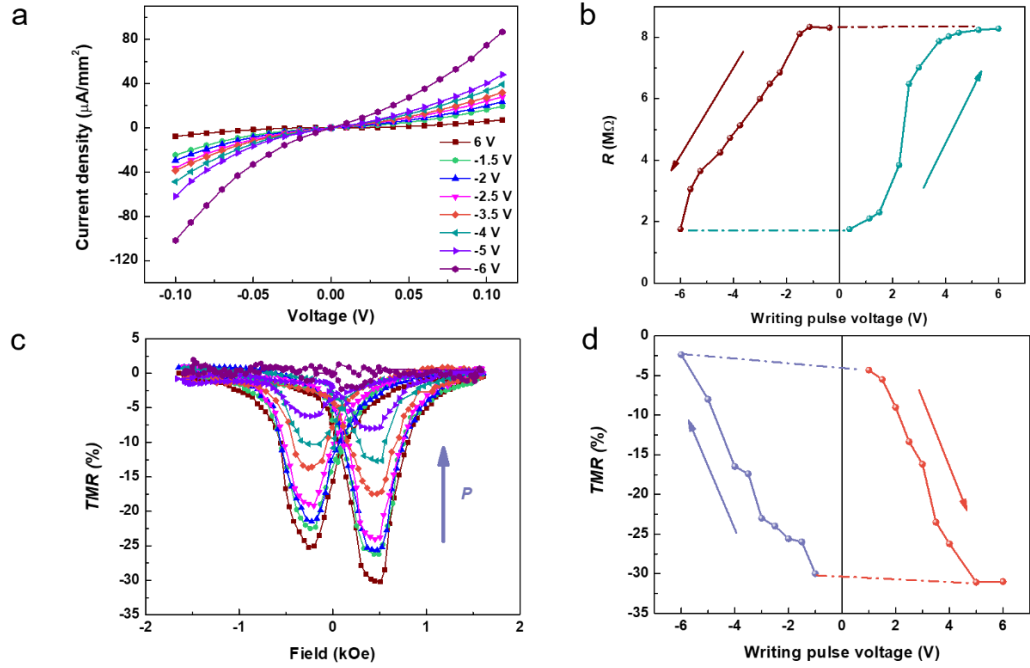 a
Current density (μA/mm²)
80
40
0
-40
-80
-120
-0.10
-0.05
0.00
0.05
0.10
Voltage (V)
6 V
-1.5 V
-2 V
-2.5 V
-3.5 V
-4 V
-5 V
-6 V
b
R (MΩ)
8
6
4
2
0
-6
-4
-2
0
2
4
6
Writing pulse voltage (V)
c
TMR (%)
5
0
-5
-10
-15
-20
-25
-30
-35
-2
-1
0
1
2
Field (kOe)
P
d
TMR (%)
0
-5
-10
-15
-20
-25
-30
-35
-6
-4
-2
0
2
4
6
Writing pulse voltage (V)